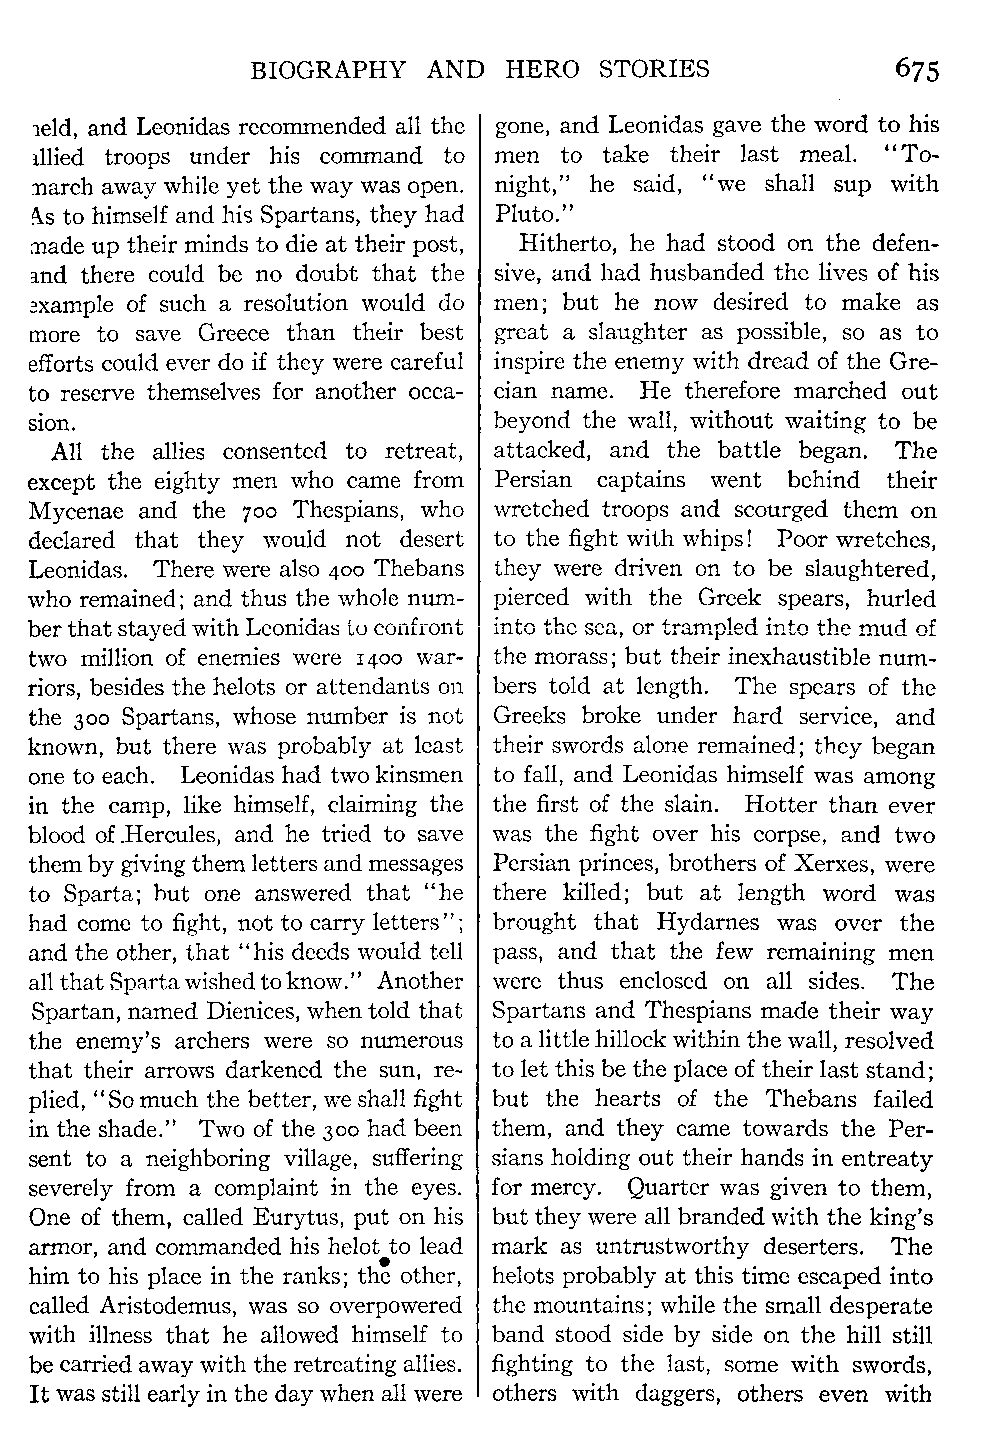 BIOGRAPHY AND HERO STORIES 675
ield, and Leonidas recommended all the
allied troops under his command to
march away while yet the way was open.
As to himself and his Spartans, they had
made up their minds to die at their post,
and there could be no doubt that the
example of such a resolution would do
more to save Greece than their best
efforts could ever do if they were careful
to reserve themselves for another occa-
sion.
All the allies consented to retreat,
except the eighty men who came from
Mycenae and the 700 Thespians, who
declared that they would not desert
Leonidas. There were also 400 Thebans
who remained; and thus the whole num-
ber that stayed with Leonidas to confront
two million of enemies were 1400 war-
riors, besides the helots or attendants on
the 300 Spartans, whose number is not
known, but there was probably at least
one to each. Leonidas had two kinsmen
in the camp, like himself, claiming the
blood of Hercules, and he tried to save
them by giving them letters and messages
to Sparta; but one answered that "he
had come to fight, not to carry letters";
and the other, that "his deeds would tell
all that Sparta wished to know." Another
Spartan, named Dienices, when told that
the enemy's archers were so numerous
that their arrows darkened the sun, re-
plied, "So much the better, we shall fight
in the shade." Two of the 300 had been
sent to a neighboring village, suffering
severely from a complaint in the eyes.
One of them, called Eurytus, put on his
armor, and commanded his helot to lead
him to his place in the ranks; the other,
called Aristodemus, was so overpowered
with illness that he allowed himself to
be carried away with the retreating allies.
It was still early in the day when all were
gone, and Leonidas gave the word to his
men to take their last meal. "To-
night," he said, "we shall sup with
Pluto."
Hitherto, he had stood on the defen-
sive, and had husbanded the lives of his
men; but he now desired to make as
great a slaughter as possible, so as to
inspire the enemy with dread of the Gre-
cian name. He therefore marched out
beyond the wall, without waiting to be
attacked, and the battle began. The
Persian captains went behind their
wretched troops and scourged them on
to the fight with whips! Poor wretches,
they were driven on to be slaughtered,
pierced with the Greek spears, hurled
into the sea, or trampled into the mud of
the morass; but their inexhaustible num-
bers told at length. The spears of the
Greeks broke under hard service, and
their swords alone remained; they began
to fall, and Leonidas himself was among
the first of the slain. Hotter than ever
was the fight over his corpse, and two
Persian princes, brothers of Xerxes, were
there killed; but at length word was
brought that Hydarnes was over the
pass, and that the few remaining men
were thus enclosed on all sides. The
Spartans and Thespians made their way
to a little hillock within the wall, resolved
to let this be the place of their last stand;
but the hearts of the Thebans failed
them, and they came towards the Per-
sians holding out their hands in entreaty
for mercy. Quarter was given to them,
but they were all branded with the king's
mark as untrustworthy deserters. The
helots probably at this time escaped into
the mountains; while the small desperate
band stood side by side on the hill still
fighting to the last, some with swords,
others with daggers, others even with